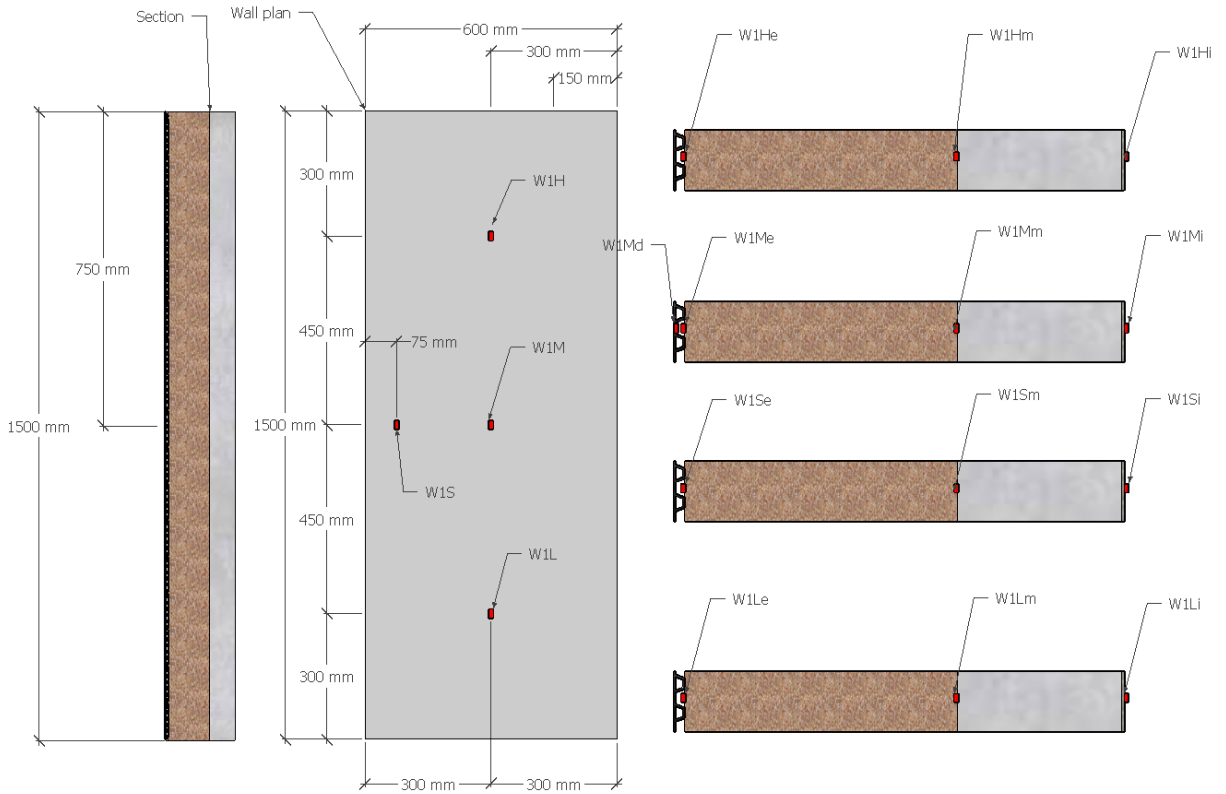 Section
Wall plan
600 mm
300 mm
150 mm
300 mm
W1H
750 mm
450 mm
75 mm
W1M
1500 mm
1500 mm
W1S
450 mm
W1L
300 mm
300 mm
300 mm
W1He
W1Hm
W1Hi
W1Md
W1Me
W1Mm
W1Mi
W1Se
W1Sm
W1Si
W1Le
W1Lm
W1Li